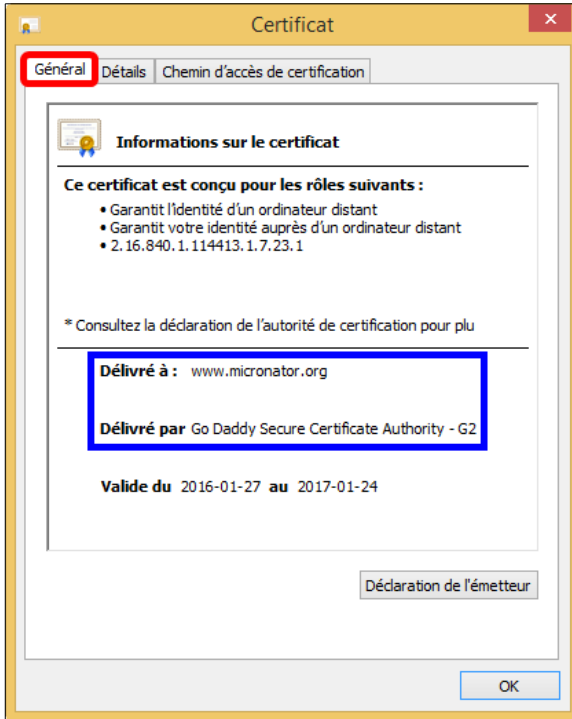 Certificat
Général Détails Chemin d'accès de certification
Informations sur le certificat
Ce certificat est conçu pour les rôles suivants :
• Garantit l'identité d'un ordinateur distant
• Garantit votre identité auprès d'un ordinateur distant
• 2.16.840.1.114413.1.7.23.1
* Consultez la déclaration de l'autorité de certification pour plu
Délivré à : www.micronator.org
Délivré par Go Daddy Secure Certificate Authority - G2
Valide du 2016-01-27 au 2017-01-24
Déclaration de l'émetteur
OK